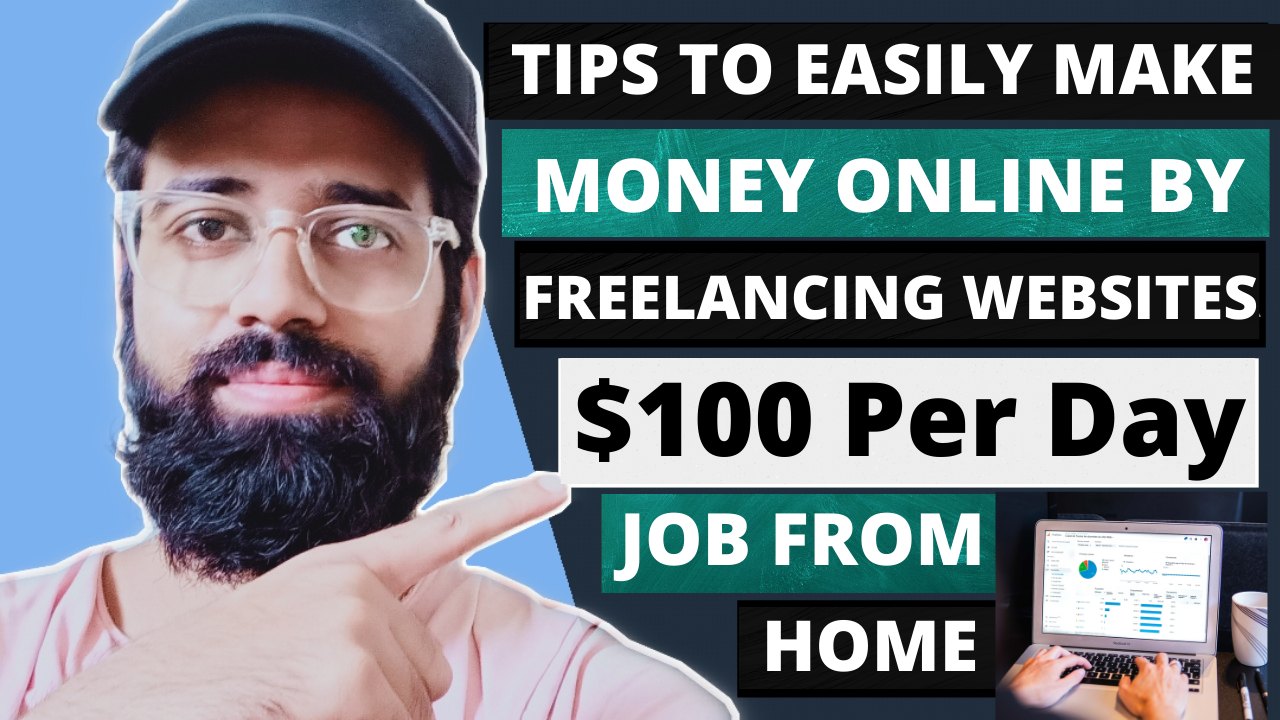 TIPS TO EASILY MAKE
MONEY ONLINE BY
FREELANCING WEBSITES
$100 Per Day
JOB FROM
HOME